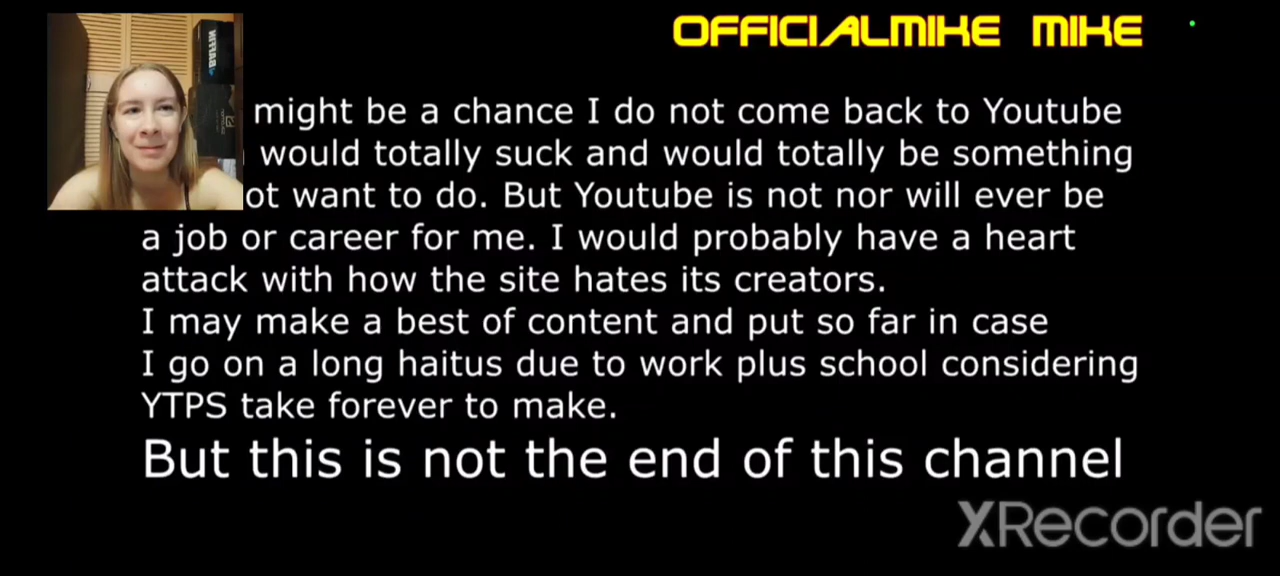 OFFICIALMIKE MIKE
might be a chance I do not come back to Youtube
would totally suck and would totally be something
ot want to do. But Youtube is not nor will ever be
a job or career for me. I would probably have a heart
attack with how the site hates its creators.
I may make a best of content and put so far in case
I go on a long haitus due to work plus school considering
YTPS take forever to make.
But this is not the end of this channel
XRecorder